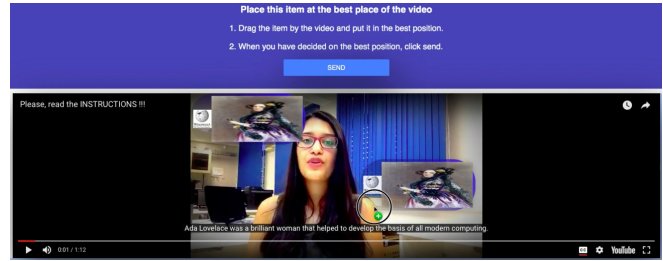 Place this item at the best place of the video
1. Drag the item by the video and put it in the best position.
2. When you have decided on the best position, click send.
SEND
Please, read the INSTRUCTIONS !!!
Ada Lovelace was a brilliant woman that helped to develop the basis of all modern computing.
0:01 / 1:12
CC
YouTube